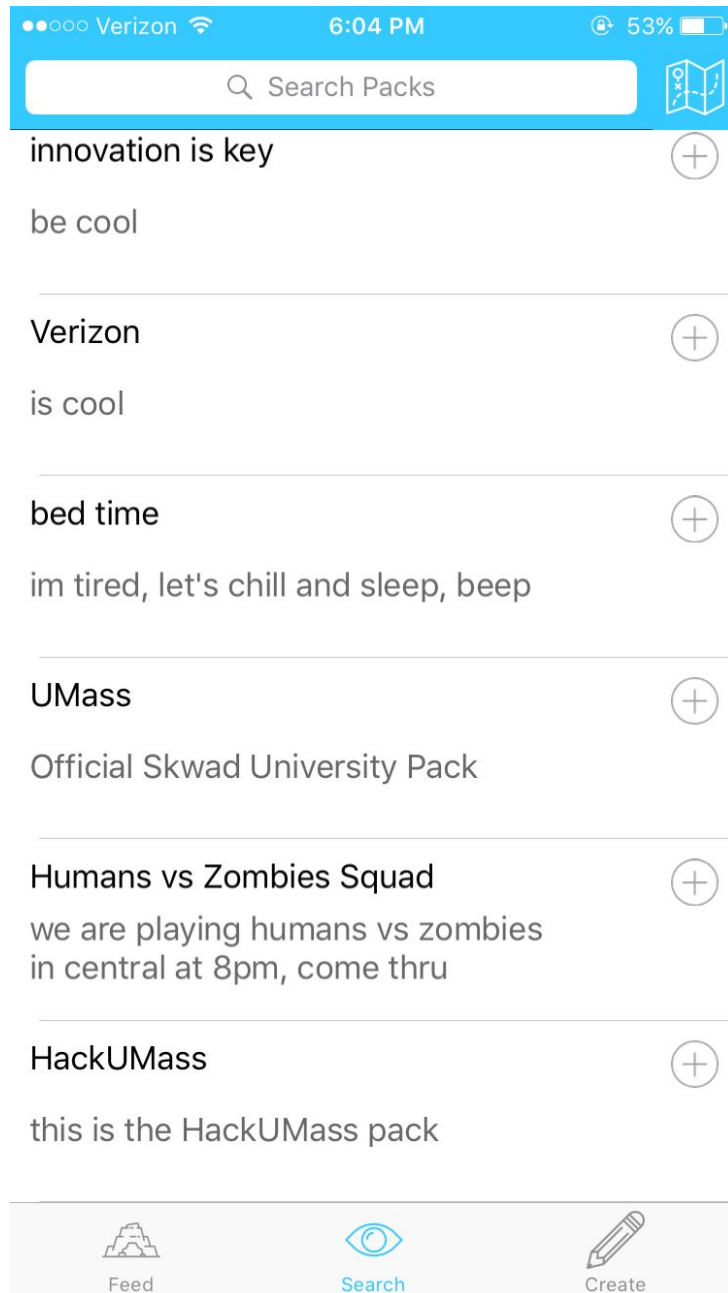 Verizon 6:04 PM 53%
Search Packs
innovation is key
be cool
Verizon
is cool
bed time
im tired, let's chill and sleep, beep
UMass
Official Skwad University Pack
Humans vs Zombies Squad
we are playing humans vs zombies
in central at 8pm, come thru
HackUMass
this is the HackUMass pack
Feed Search Create